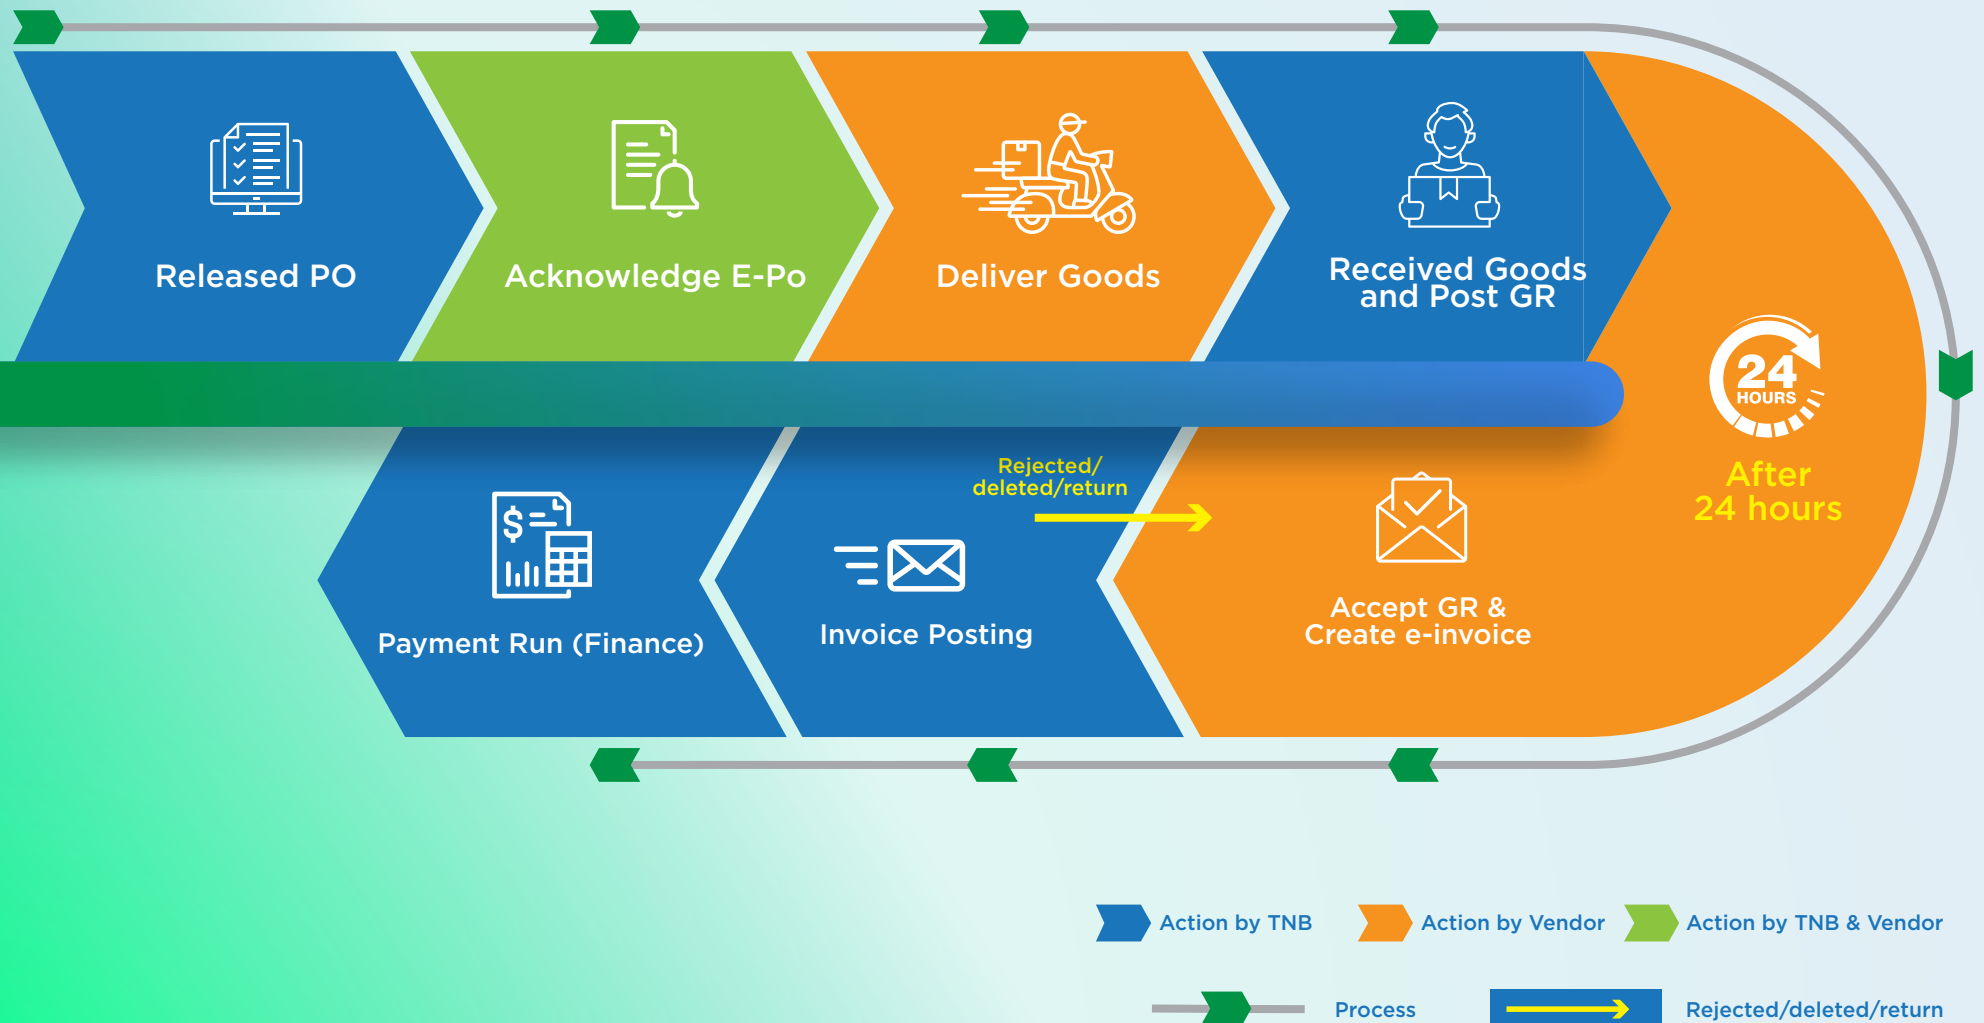 Released PO
Acknowledge E-Po
Deliver Goods
Received Goods
and Post GR
24
HOURS
After
24 hours
Rejected/
deleted/return
Accept GR &
Create e-invoice
Invoice Posting
$
Payment Run (Finance)
Action by TNB
Action by Vendor
Action by TNB & Vendor
Process
Rejected/deleted/return